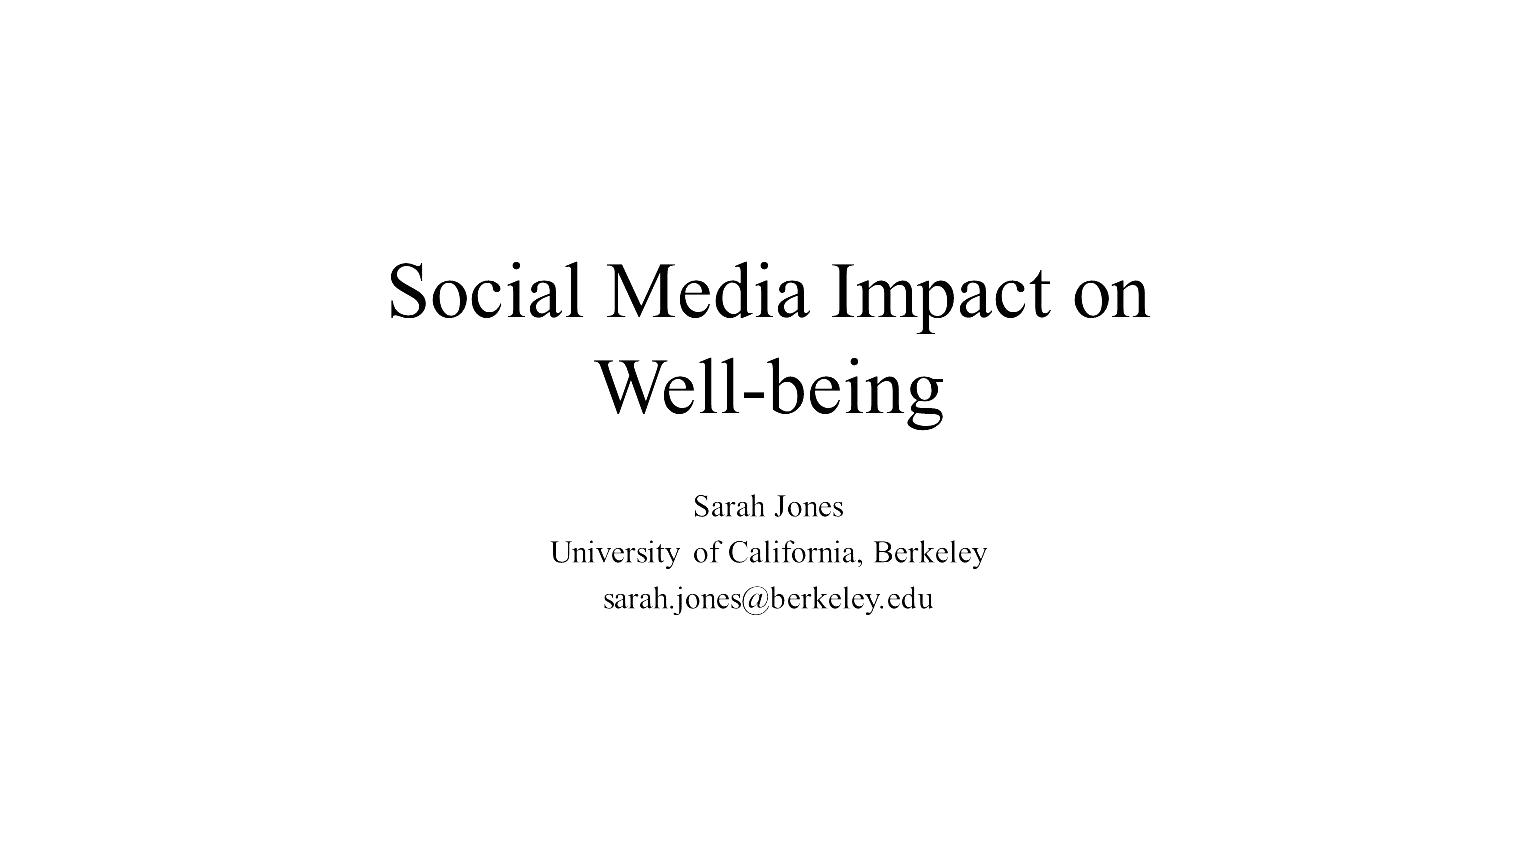 Social Media Impact on
Well-being
Sarah Jones
University of California, Berkeley
sarah.jones@berkeley.edu